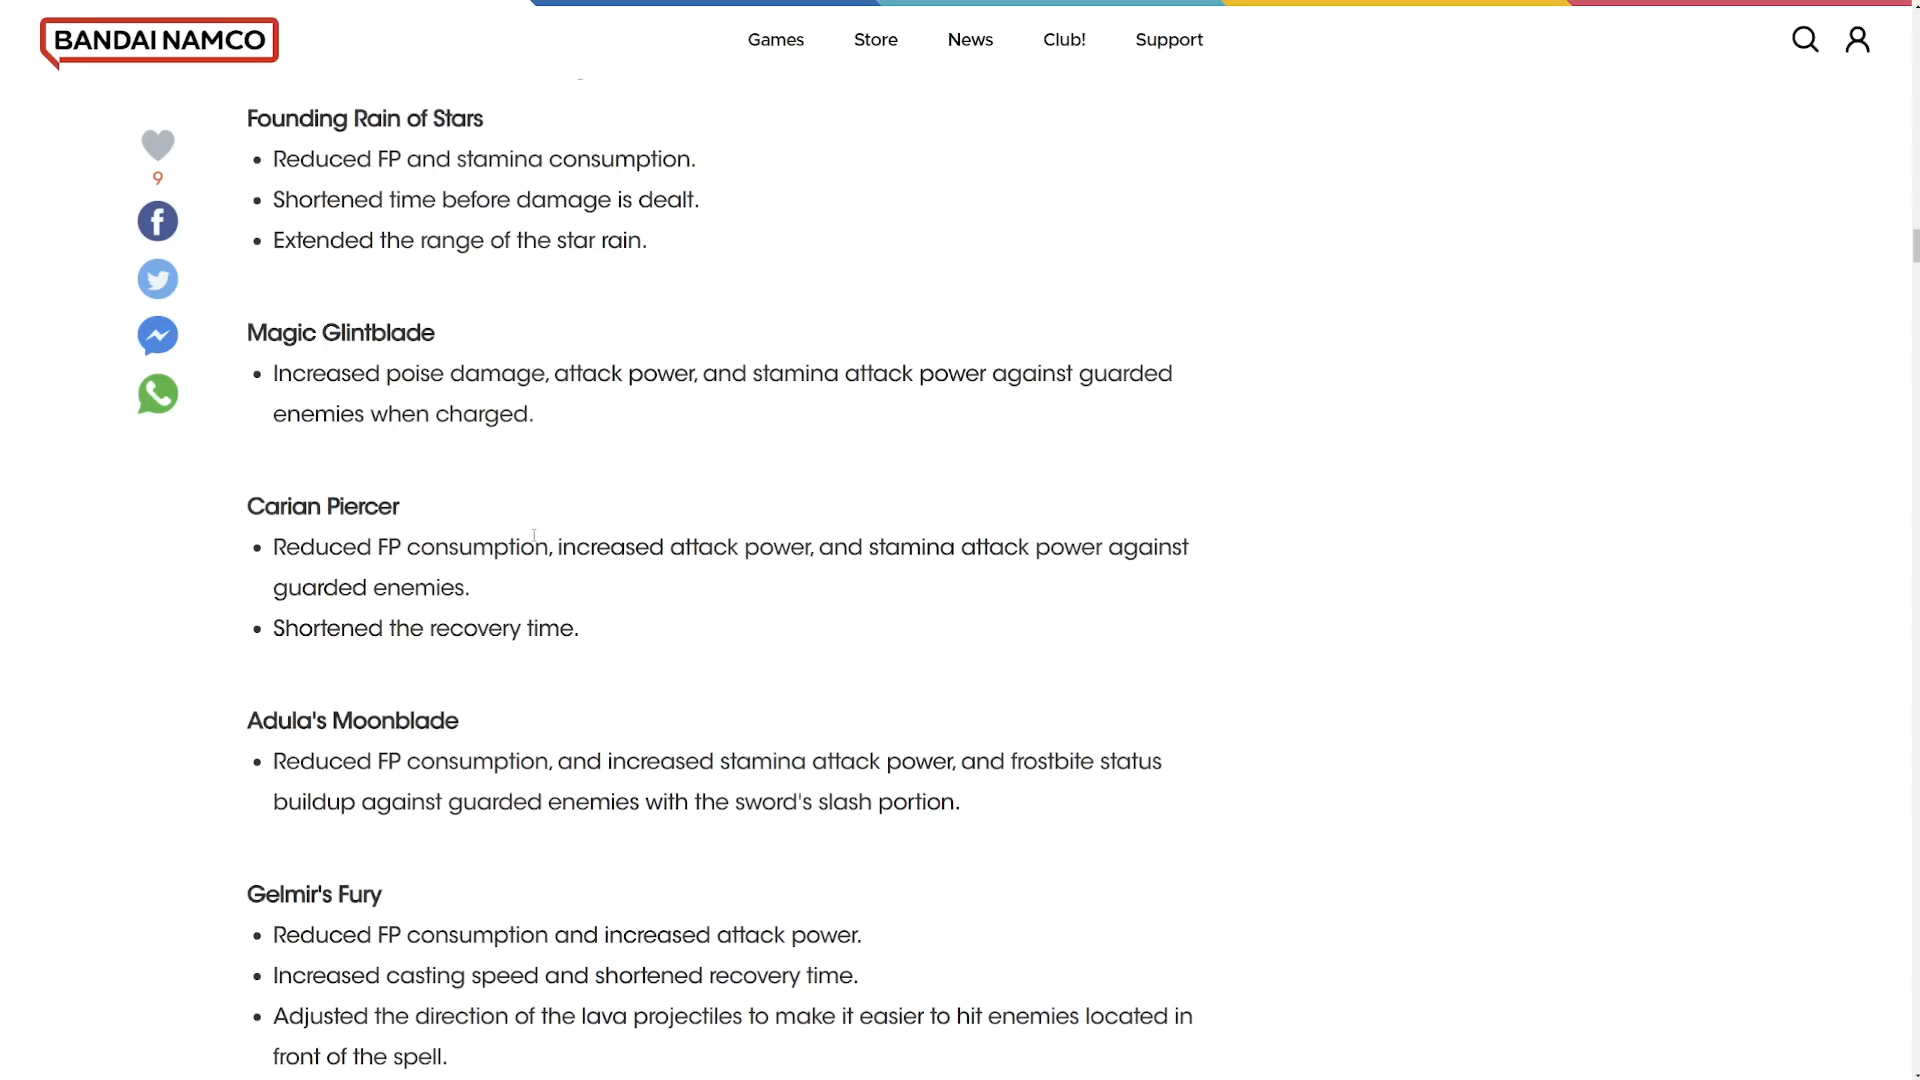 BANDAI NAMCO
Games
Store
News
Club!
Support
Founding Rain of Stars
• Reduced FP and stamina consumption.
• Shortened time before damage is dealt.
• Extended the range of the star rain.
9
Magic Glintblade
• Increased poise damage, attack power, and stamina attack power against guarded
enemies when charged.
Carian Piercer
• Reduced FP consumption, increased attack power, and stamina attack power against
guarded enemies.
• Shortened the recovery time.
Adula's Moonblade
• Reduced FP consumption, and increased stamina attack power, and frostbite status
buildup against guarded enemies with the sword's slash portion.
Gelmir's Fury
• Reduced FP consumption and increased attack power.
• Increased casting speed and shortened recovery time.
• Adjusted the direction of the lava projectiles to make it easier to hit enemies located in
front of the spell.